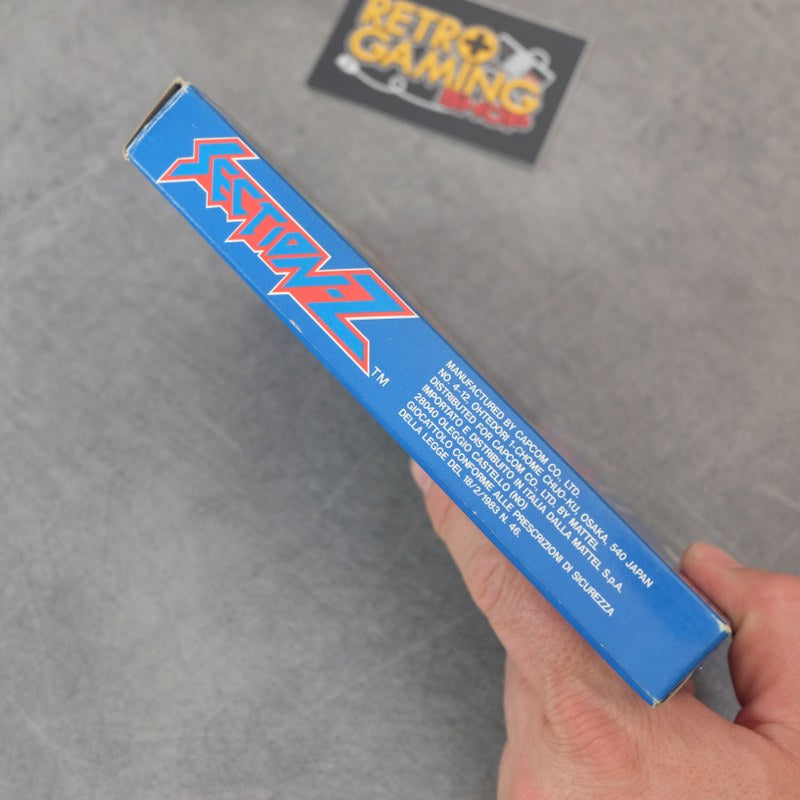 RETRO
GAMING
SHOP
SECTION-Z
TM
MANUFACTURED BY CAPCOM CO., LTD.
NO. 4-12, OHTEDORI 1-CHOME CHUO-KU, OSAKA, 540 JAPAN
DISTRIBUTED FOR CAPCOM CO., LTD. BY MATTEL
IMPORTATO E DISTRIBUITO IN ITALIA DALLA MATTEL S.p.A.
28040 OLEGGIO CASTELLO (NO)
GIOCATTOLO CONFORME ALLE PRESCRIZIONI DI SICUREZZA
DELLA LEGGE DEL 18/2/1983 N. 46.